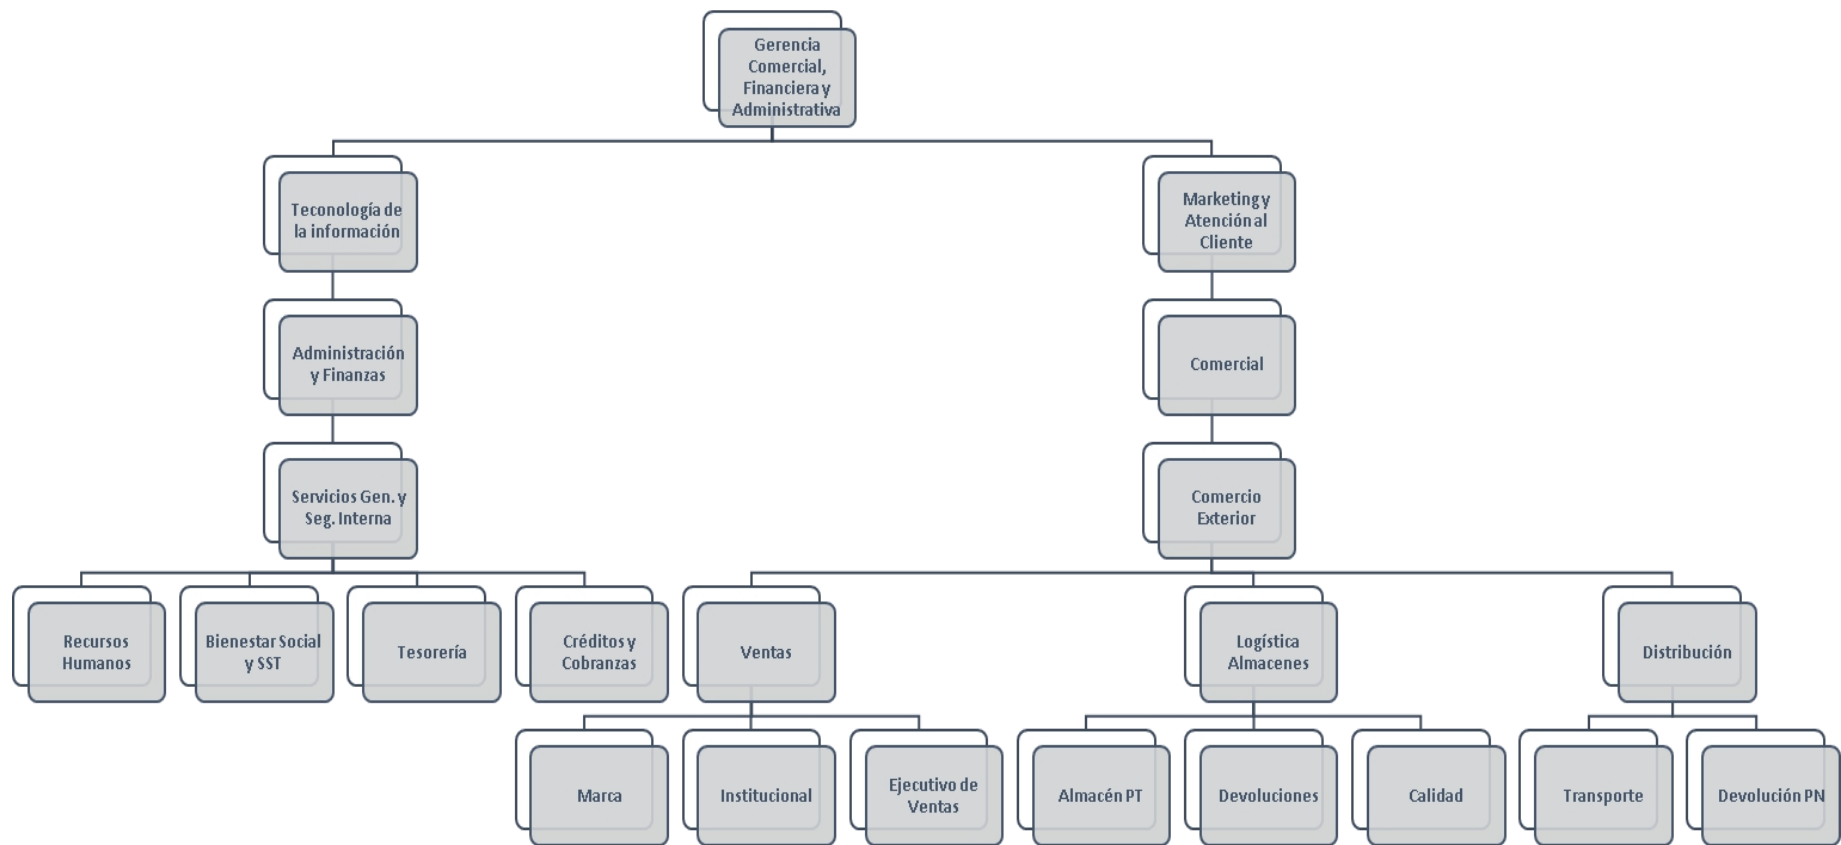 Gerencia
Comercial,
Financiera y
Administrativa
Teconología de
la información
Marketing y
Atención al
Cliente
Administración
y Finanzas
Comercial
Servicios Gen. y
Seg. Interna
Comercio
Exterior
Recursos
Humanos
Bienestar Social
y SST
Tesorería
Créditos y
Cobranzas
Ventas
Logística
Almacenes
Distribución
Marca
Institucional
Ejecutivo de
Ventas
Almacén PT
Devoluciones
Calidad
Transporte
Devolución PN